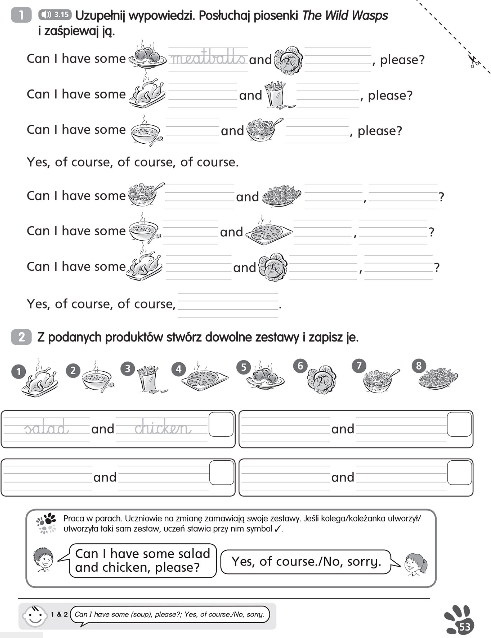 1 3.15 Uzupełnij wypowiedzi. Posłuchaj piosenki The Wild Wasps
i zaśpiewaj ją.
Can I have some meatballs and , please?
Can I have some and , please?
Can I have some and , please?
Yes, of course, of course, of course.
Can I have some and , ?
Can I have some and , ?
Can I have some and , ?
Yes, of course, of course, .
2 Z podanych produktów stwórz dowolne zestawy i zapisz je.
1 2 3 4 5 6 7 8
salad and chicken and
and and
Praca w parach. Uczniowie na zmianę zamawiają swoje zestawy. Jeśli kolega/koleżanka utworzył/
utworzyła taki sam zestaw, uczeń stawia przy nim symbol ✓.
Can I have some salad
and chicken, please?
Yes, of course./No, sorry.
1 & 2 Can I have some (soup), please?; Yes, of course./No, sorry.
53